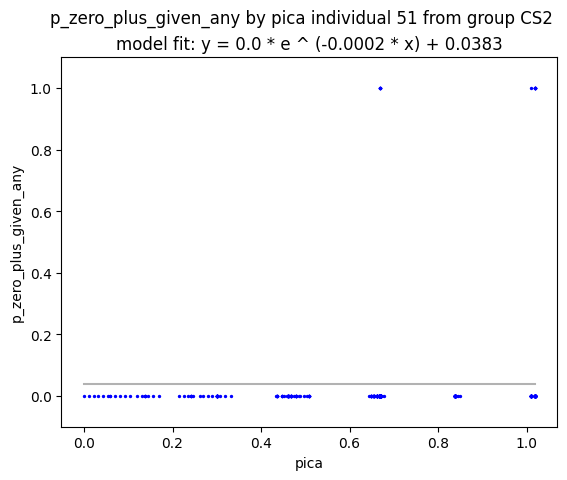 p_zero_plus_given_any by pica individual 51 from group CS2
model fit: y = 0.0 * e ^ (-0.0002 * x) + 0.0383
1.0
0.8
0.6
0.4
0.2
0.0
p_zero_plus_given_any
0.0 0.2 0.4 0.6 0.8 1.0
pica